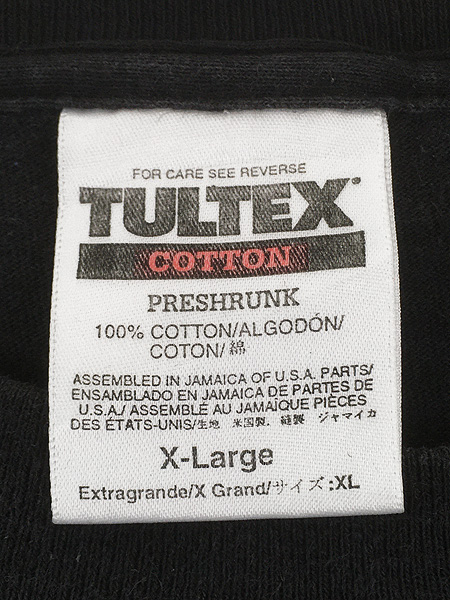 FOR CARE SEE REVERSE
TULTEX®
COTTON
PRESHRUNK
100% COTTON/ALGODÓN/
COTON/綿
ASSEMBLED IN JAMAICA OF U.S.A. PARTS/
ENSAMBLADO EN JAMAICA DE PARTES DE
U.S.A./ ASSEMBLÉ AU JAMAÏQUE PIÈCES
DES ÉTATS-UNIS/生地 米国製, 縫製 ジャマイカ
X-Large
Extragrande/X Grand/サイズ:XL